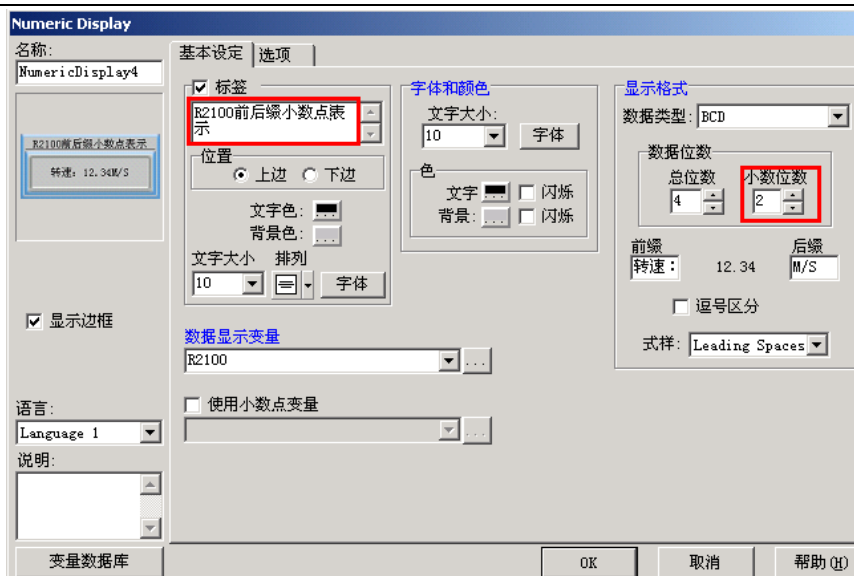 Numeric Display
名称:
NumericDisplay4
R2100前后缀小数点表示
转速: 12.34M/S
显示边框
语言:
Language 1
说明:
变量数据库
基本设定 选项
标签
R2100前后缀小数点表
示
位置
上边 下边
文字色:
背景色: ...
文字大小 排列
10 字体
字体和颜色
文字大小:
10 字体
色
文字 闪烁
背景: ... 闪烁
数据显示变量
R2100 ...
使用小数点变量
...
显示格式
数据类型: BCD
数据位数
总位数 小数位数
4 2
前缀 后缀
转速: 12.34 M/S
逗号区分
式样: Leading Spaces
OK 取消 帮助(H)